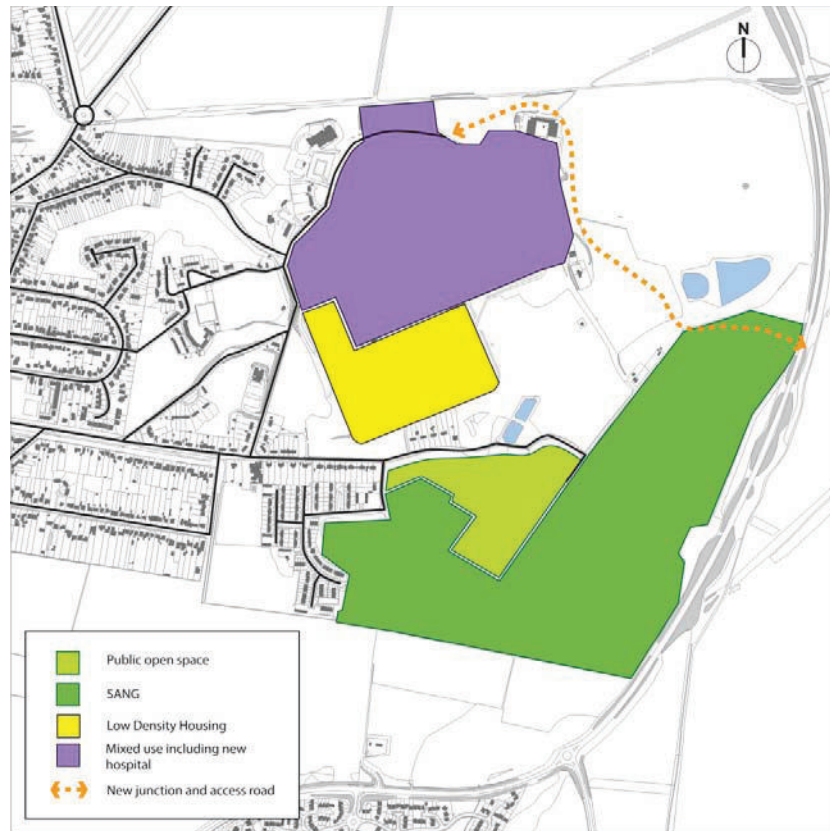 N
Public open space
SANG
Low Density Housing
Mixed use including new
hospital
New junction and access road